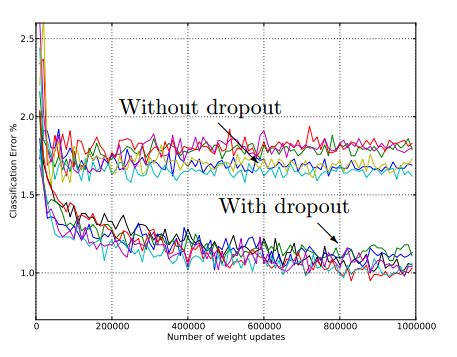 2.5
Without dropout
2.0
Classification Error %
1.5
With dropout
1.0
0 200000 400000 600000 800000 1000000
Number of weight updates